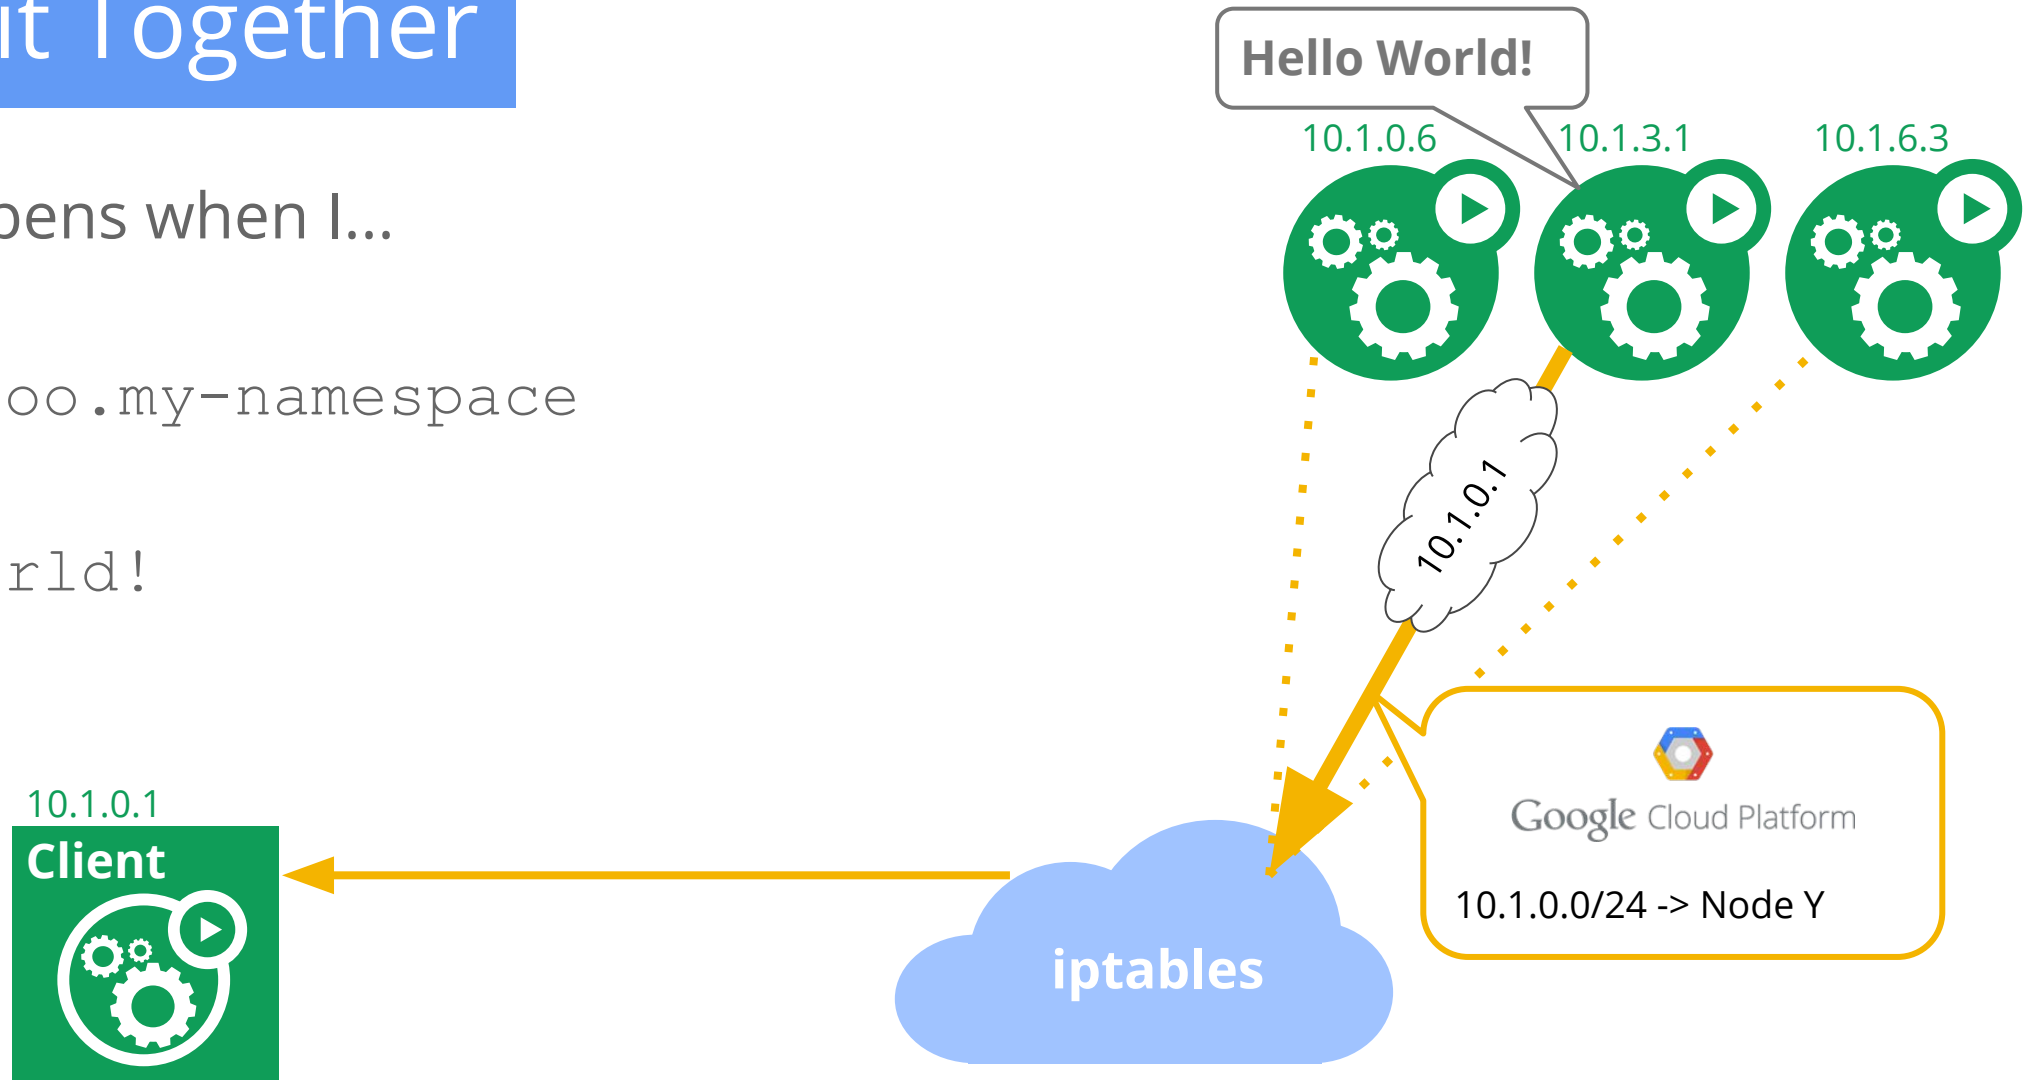 it Together
Hello World!
10.1.0.6
10.1.3.1
10.1.6.3
pens when I...
oo.my-namespace
10.1.0.1
rld!
Google Cloud Platform
10.1.0.0/24 -> Node Y
10.1.0.1
Client
iptables